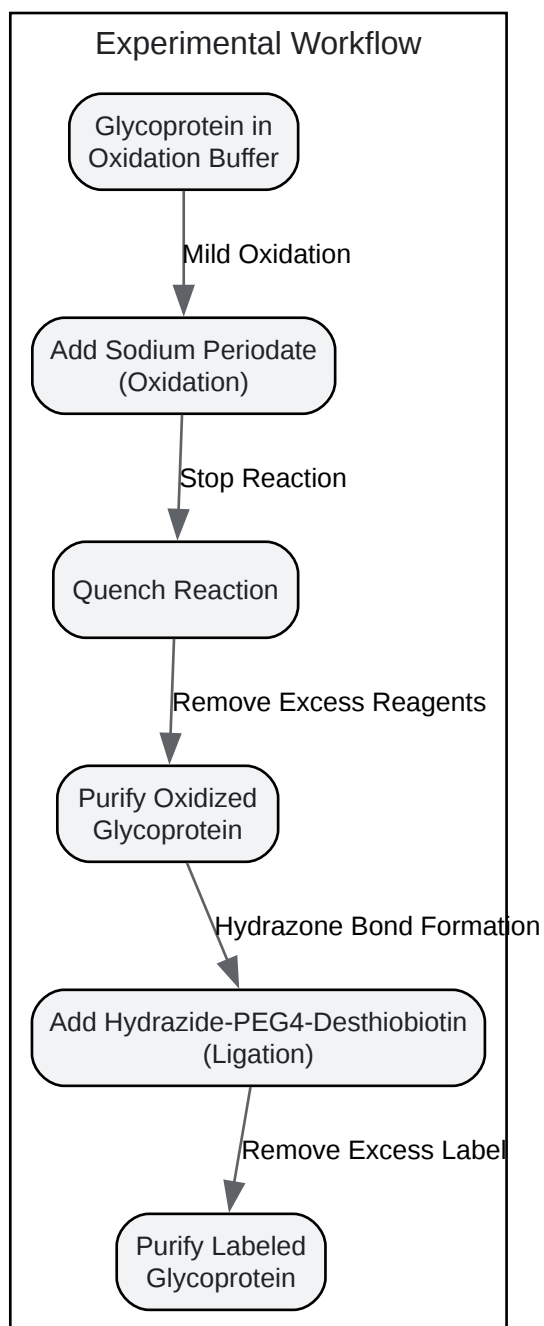 Experimental Workflow
Glycoprotein in
Oxidation Buffer
Mild Oxidation
Add Sodium Periodate
(Oxidation)
Stop Reaction
Quench Reaction
Remove Excess Reagents
Purify Oxidized
Glycoprotein
Hydrazone Bond Formation
Add Hydrazide-PEG4-Desthiobiotin
(Ligation)
Remove Excess Label
Purify Labeled
Glycoprotein